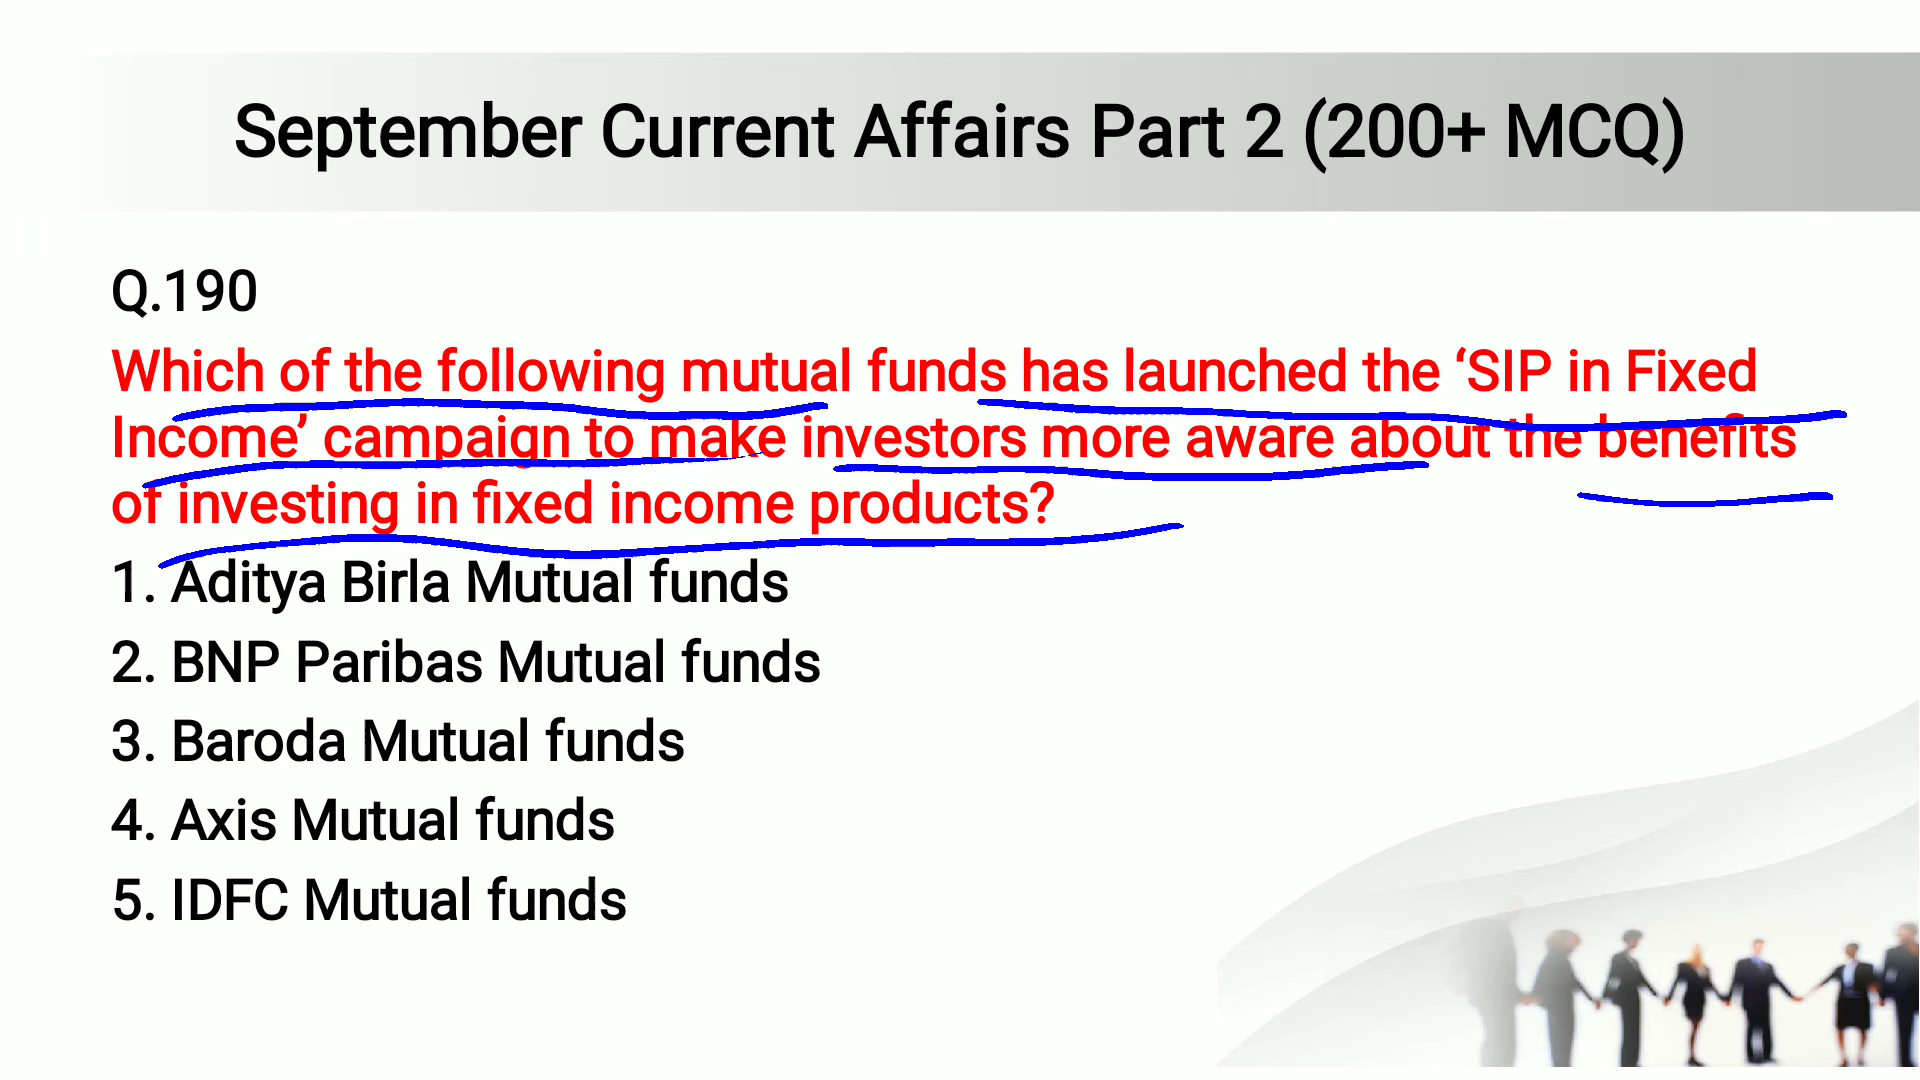 September Current Affairs Part 2 (200+ MCQ)
Q.190
Which of the following mutual funds has launched the ‘SIP in Fixed
Income’ campaign to make investors more aware about the benefits
of investing in fixed income products?
1. Aditya Birla Mutual funds
2. BNP Paribas Mutual funds
3. Baroda Mutual funds
4. Axis Mutual funds
5. IDFC Mutual funds